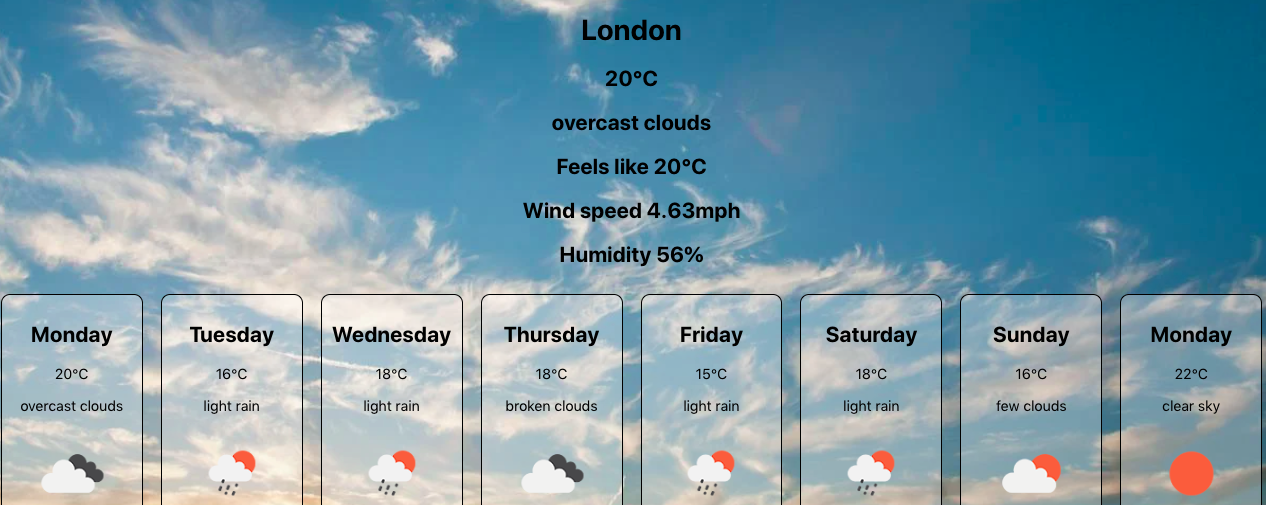 London
20°C
overcast clouds
Feels like 20°C
Wind speed 4.63mph
Humidity 56%
Monday
20°C
overcast clouds
Tuesday
16°C
light rain
Wednesday
18°C
light rain
Thursday
18°C
broken clouds
Friday
15°C
light rain
Saturday
18°C
light rain
Sunday
16°C
few clouds
Monday
22°C
clear sky